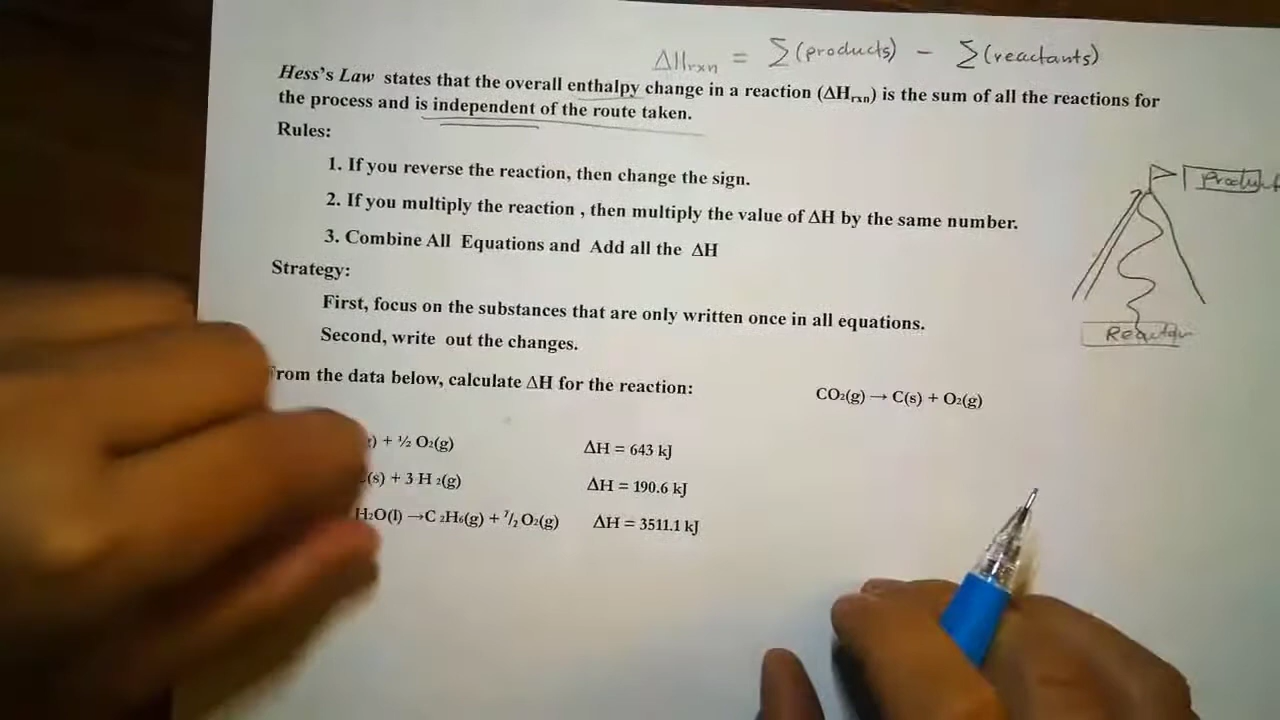 ΔHrxn = Σ(products) - Σ(reactants)
Hess's Law states that the overall enthalpy change in a reaction (ΔHrxn) is the sum of all the reactions for
the process and is independent of the route taken.
Rules:
1. If you reverse the reaction, then change the sign.
2. If you multiply the reaction , then multiply the value of ΔH by the same number.
3. Combine All Equations and Add all the ΔH
Product
Strategy:
First, focus on the substances that are only written once in all equations.
Second, write out the changes.
Reactan
From the data below, calculate ΔH for the reaction: CO₂(g) → C(s) + O₂(g)
) + ½ O₂(g) ΔH = 643 kJ
(s) + 3 H ₂(g) ΔH = 190.6 kJ
H₂O(l) →C ₂H₆(g) + ⁷/₂ O₂(g) ΔH = 3511.1 kJ